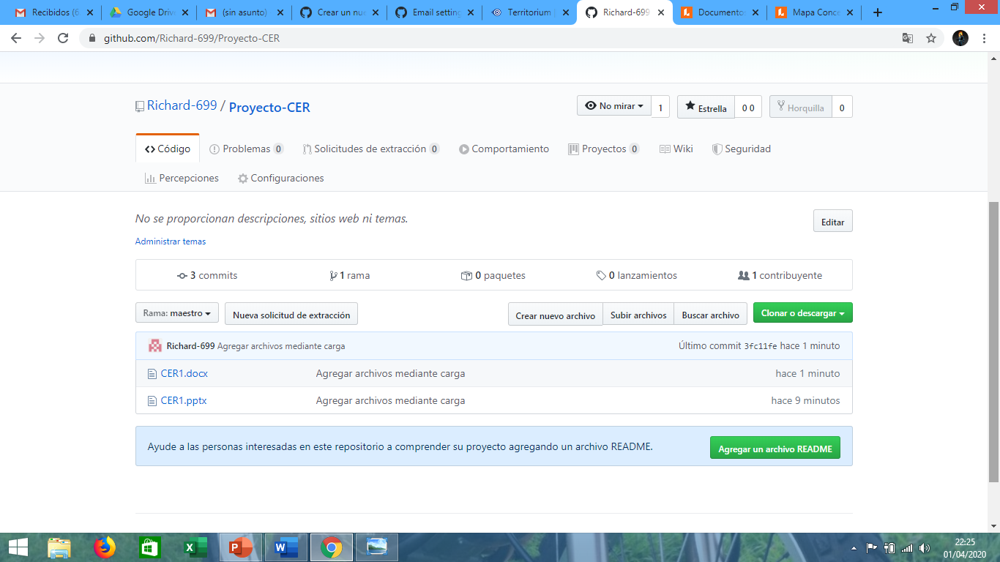 Recibidos (6
Google Drive
(sin asunto)
Crear un nue
Email setting
Territorium
Richard-699
Documentos
Mapa Conce
github.com/Richard-699/Proyecto-CER
Richard-699 / Proyecto-CER
No mirar 1
Estrella 0 0
Horquilla 0
Código
Problemas 0
Solicitudes de extracción 0
Comportamiento
Proyectos 0
Wiki
Seguridad
Percepciones
Configuraciones
No se proporcionan descripciones, sitios web ni temas.
Editar
Administrar temas
3 commits
1 rama
0 paquetes
0 lanzamientos
1 contribuyente
Rama: maestro
Nueva solicitud de extracción
Crear nuevo archivo
Subir archivos
Buscar archivo
Clonar o descargar
Richard-699 Agregar archivos mediante carga
Último commit 3fc11fe hace 1 minuto
CER1.docx
Agregar archivos mediante carga
hace 1 minuto
CER1.pptx
Agregar archivos mediante carga
hace 9 minutos
Ayude a las personas interesadas en este repositorio a comprender su proyecto agregando un archivo README.
Agregar un archivo README
22:25
01/04/2020